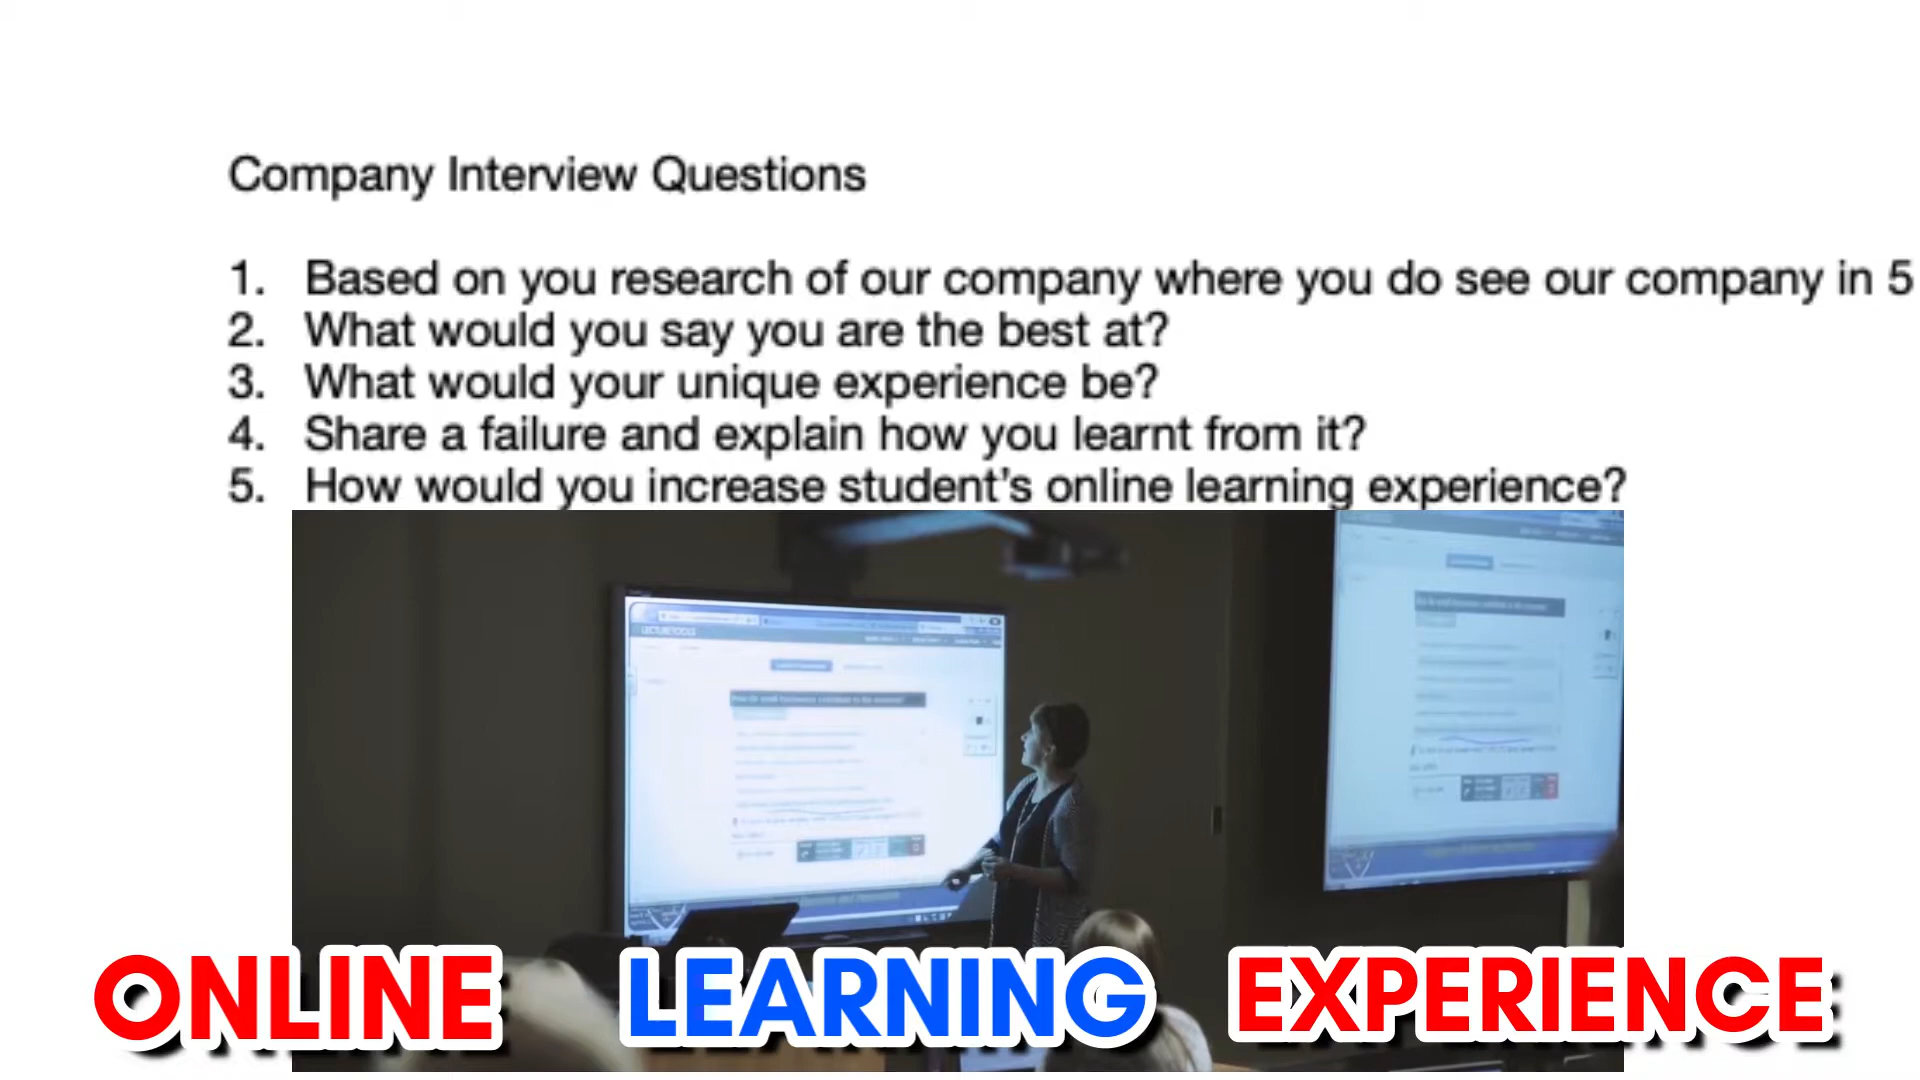 Company Interview Questions
1. Based on you research of our company where you do see our company in 5
2. What would you say you are the best at?
3. What would your unique experience be?
4. Share a failure and explain how you learnt from it?
5. How would you increase student's online learning experience?
ONLINE LEARNING EXPERIENCE